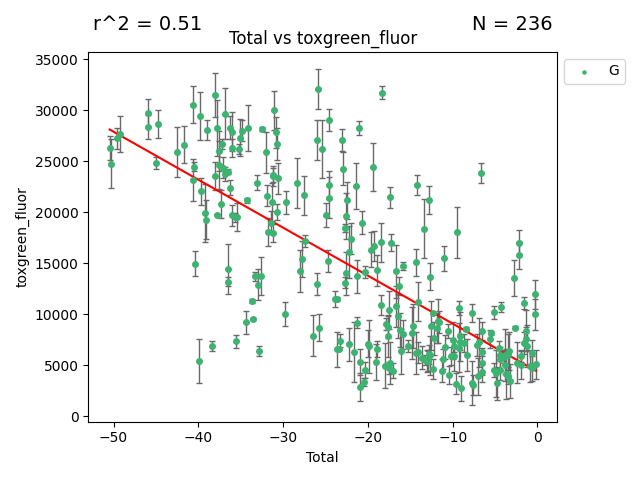 r^2 = 0.51
N = 236
Total vs toxgreen_fluor
35000
30000
25000
20000
15000
10000
5000
0
toxgreen_fluor
−50
−40
−30
−20
−10
0
Total
G